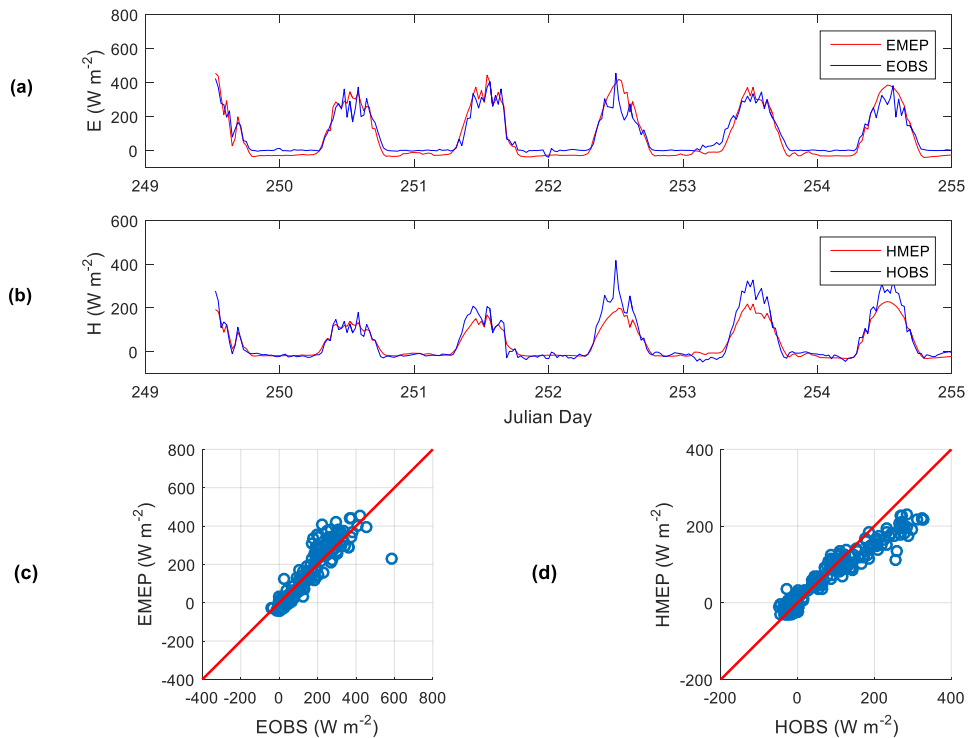 (a)
E (W m-2)
800
600
400
200
0
EMEP
EOBS
249 250 251 252 253 254 255
(b)
H (W m-2)
600
400
200
0
HMEP
HOBS
249 250 251 252 253 254 255
Julian Day
(c)
EMEP (W m-2)
800
600
400
200
0
-200
-400
-400 -200 0 200 400 600 800
EOBS (W m-2)
(d)
HMEP (W m-2)
400
200
0
-200
-200 0 200 400
HOBS (W m-2)